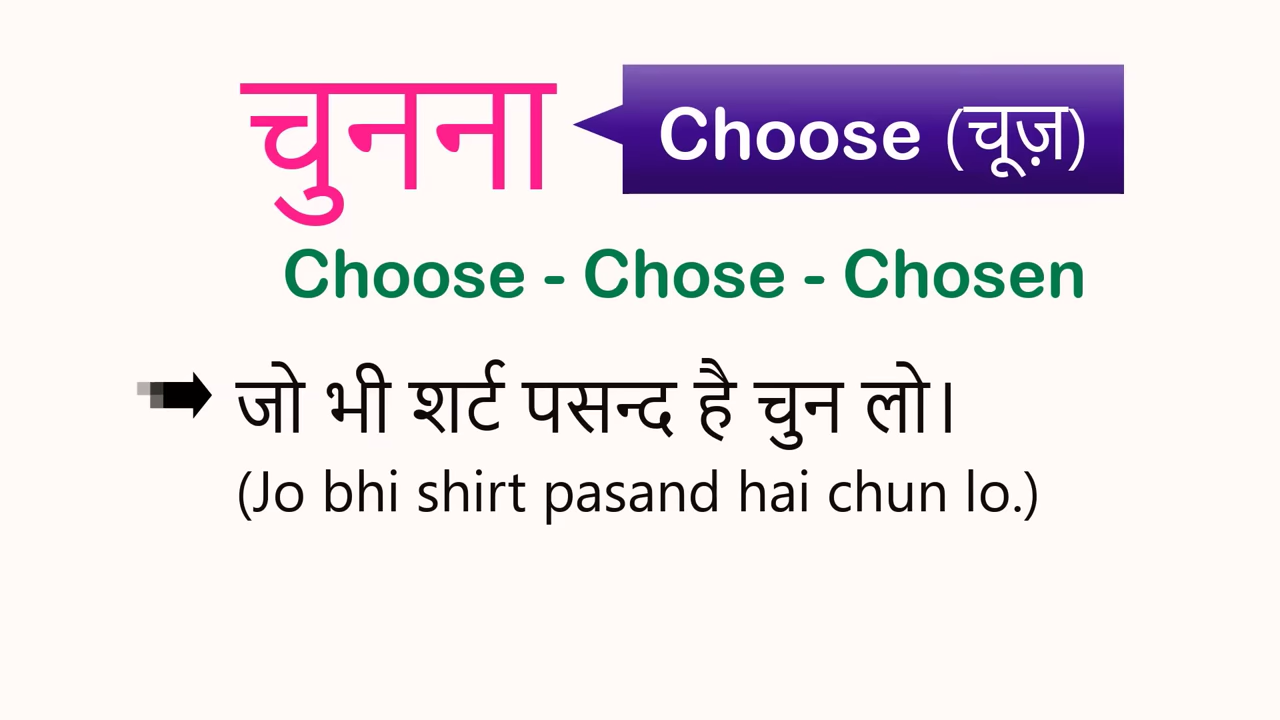 चुनना Choose (चूज़)
Choose - Chose - Chosen
जो भी शर्ट पसन्द है चुन लो।
(Jo bhi shirt pasand hai chun lo.)